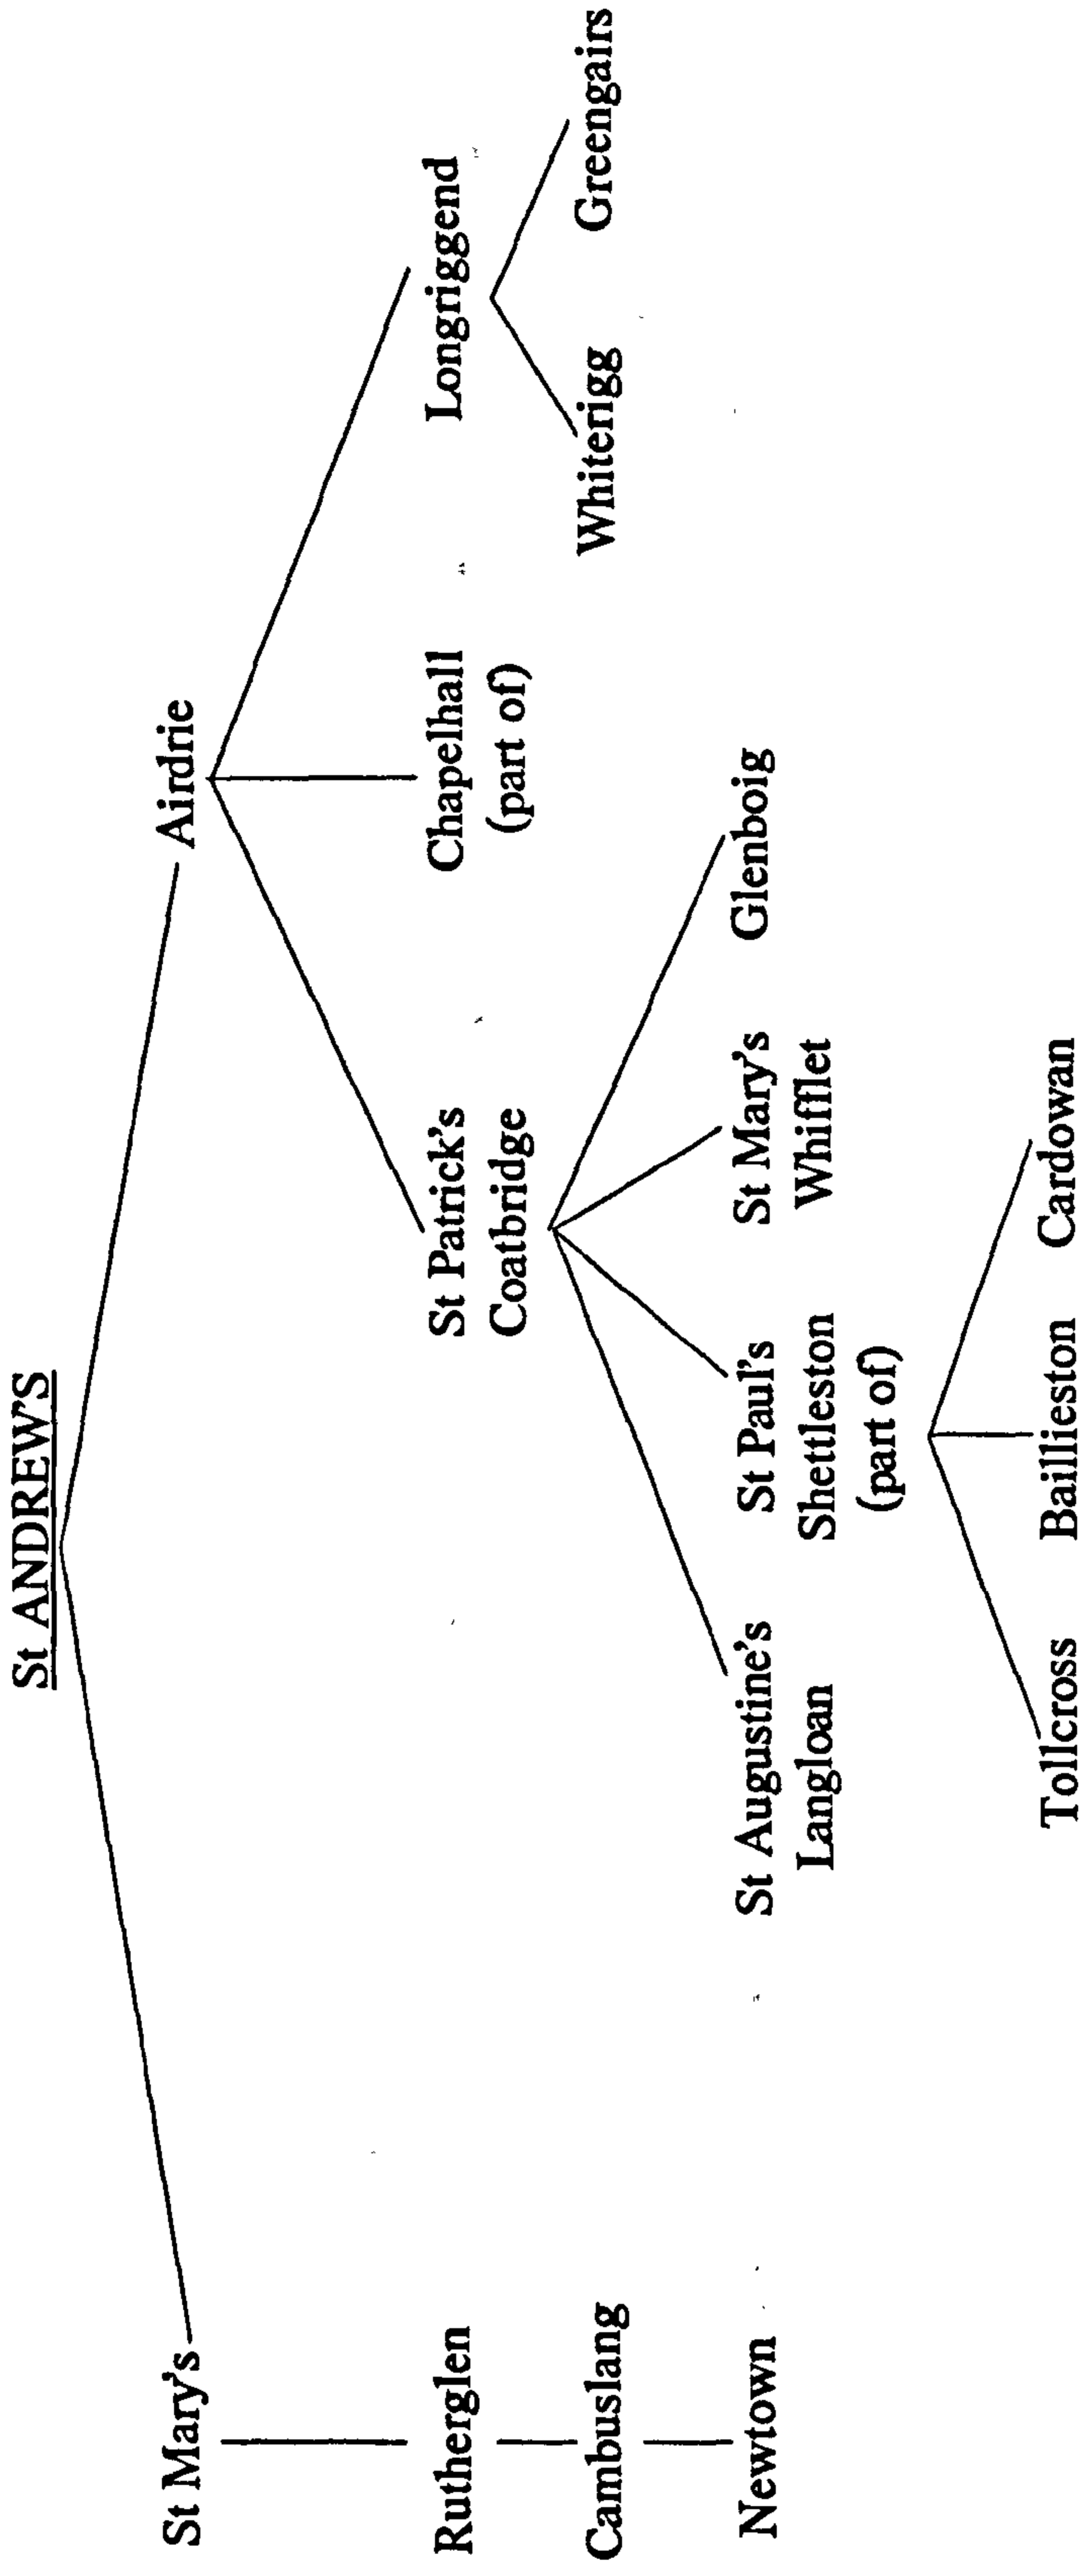 St ANDREW'S
St Mary's
Airdrie
Rutherglen
St Patrick's
Coatbridge
Chapelhall
(part of)
Longriggend
Cambuslang
Whiterigg
Greengairs
Newtown
St Augustine's
Langloan
St Paul's
Shettleston
(part of)
St Mary's
Whifflet
Glenboig
Tollcross
Baillieston
Cardowan